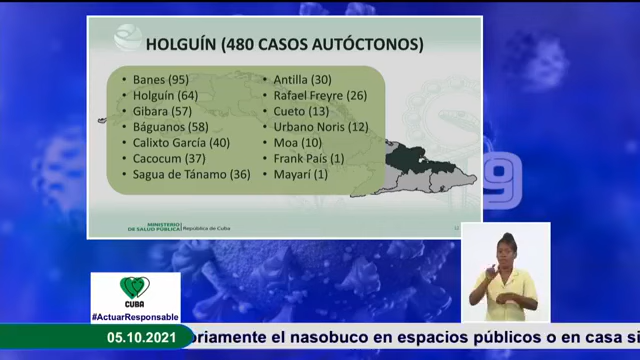 HOLGUÍN (480 CASOS AUTÓCTONOS)
• Banes (95)
• Holguín (64)
• Gibara (57)
• Báguanos (58)
• Calixto García (40)
• Cacocum (37)
• Sagua de Tánamo (36)
• Antilla (30)
• Rafael Freyre (26)
• Cueto (13)
• Urbano Noris (12)
• Moa (10)
• Frank País (1)
• Mayarí (1)
MINISTERIO
DE SALUD PÚBLICA
República de Cuba
12
9
CUBA
#ActuarResponsable
05.10.2021
oriamente el nasobuco en espacios públicos o en casa si